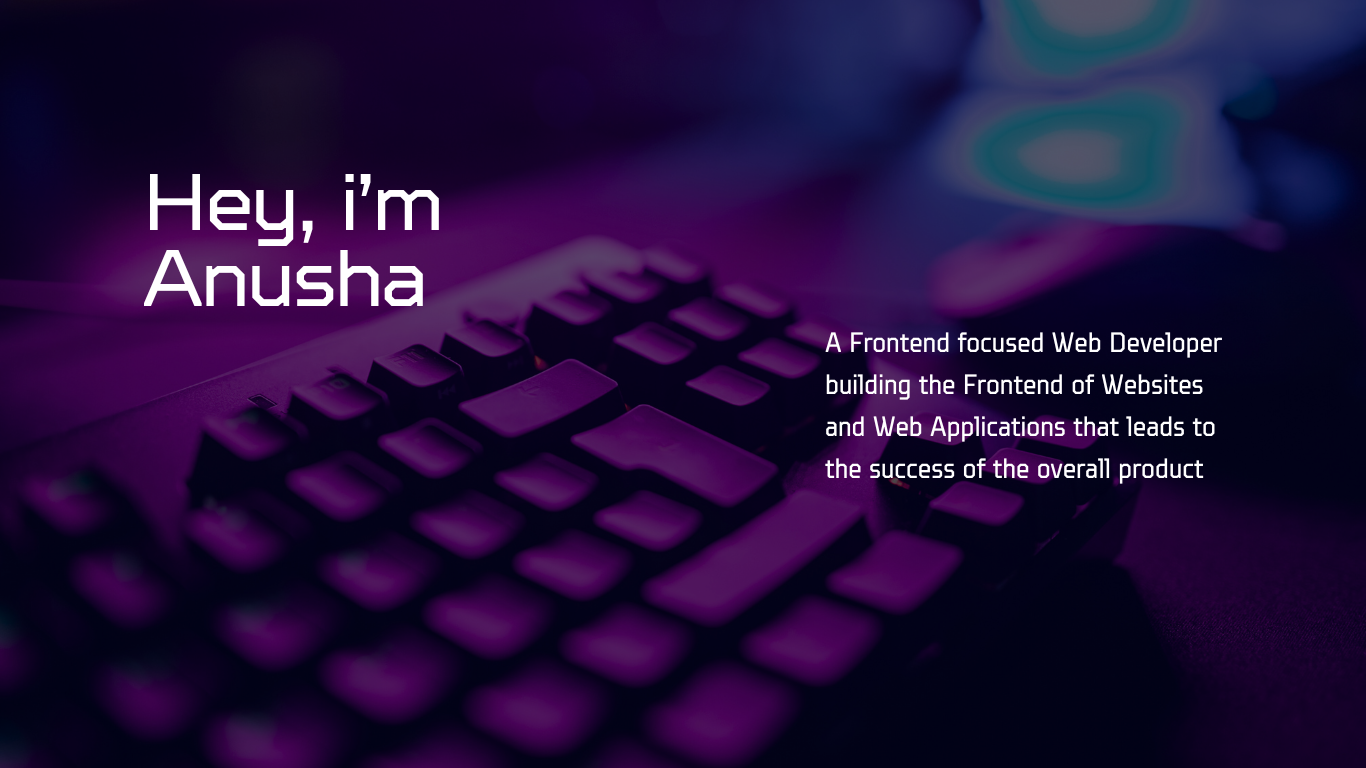 Hey, i’m
Anusha
A Frontend focused Web Developer
building the Frontend of Websites
and Web Applications that leads to
the success of the overall product